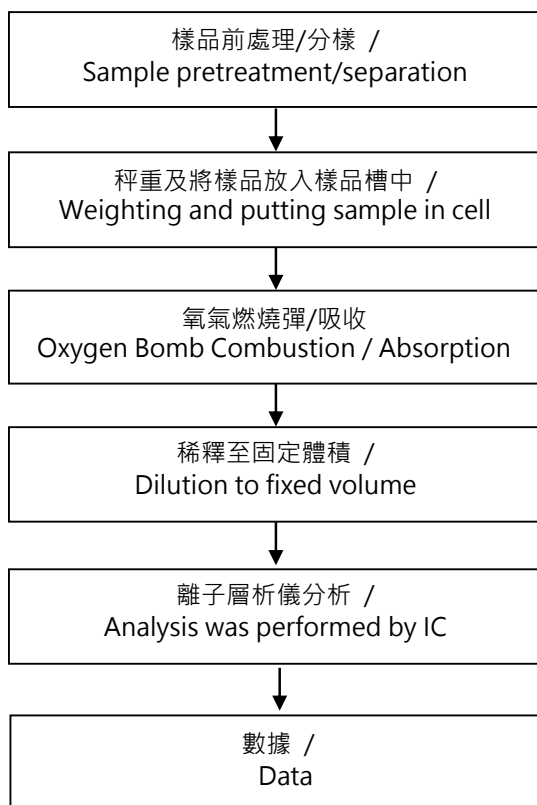 樣品前處理/分樣 /
Sample pretreatment/separation
秤重及將樣品放入樣品槽中 /
Weighting and putting sample in cell
氧氣燃燒彈/吸收
Oxygen Bomb Combustion / Absorption
稀釋至固定體積 /
Dilution to fixed volume
離子層析儀分析 /
Analysis was performed by IC
數據 /
Data